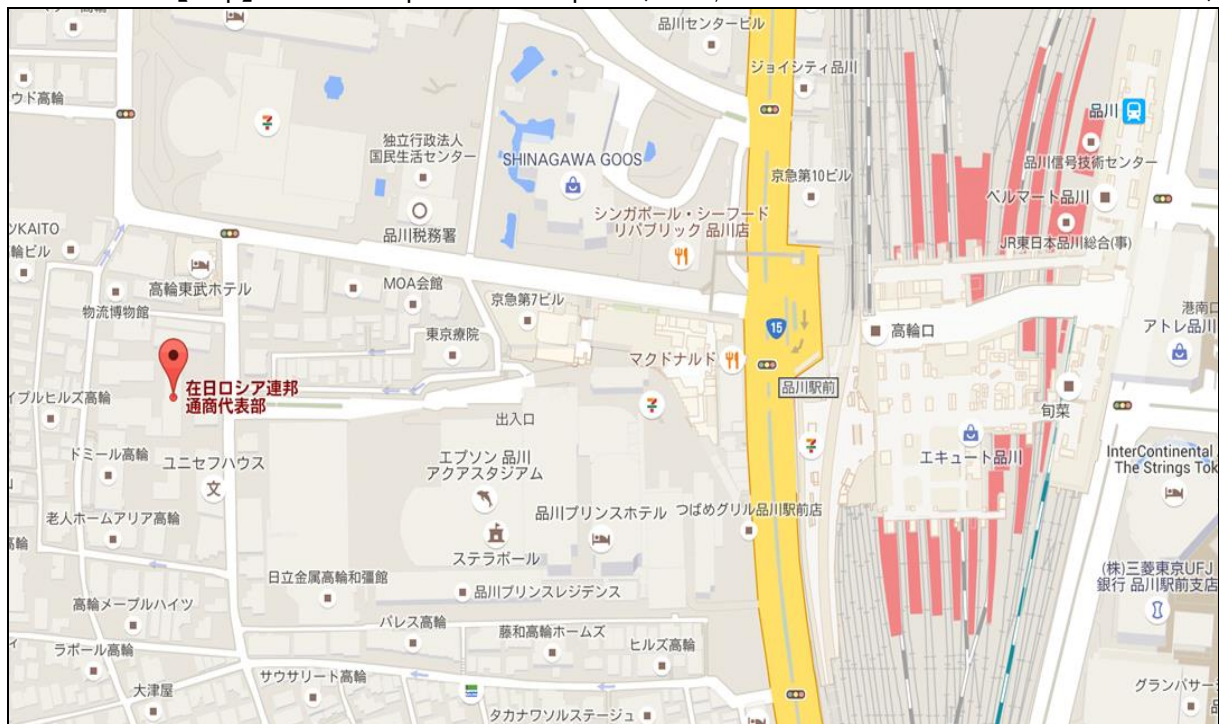 品川センタービル
ジョイシティ品川
ウド高輪
独立行政法人
国民生活センター
SHINAGAWA GOOS
京急第10ビル
品川
品川信号技術センター
ベルマート品川
シンガポール・シーフード
リパブリック 品川店
JR東日本品川総合(事)
品川税務署
ツKAITO
輪ビル
高輪東武ホテル
MOA会館
京急第7ビル
物流博物館
東京療院
15
高輪口
港南口
アトレ品川
マクドナルド
在日ロシア連邦
通商代表部
品川駅前
イプルヒルズ高輪
出入口
旬菜
ドミール高輪
ユニセフハウス
文
エプソン 品川
アクアスタジアム
エキュート品川
InterContinental
The Strings Tok
老人ホームアリア高輪
品川プリンスホテル
つばめグリル品川駅前店
高輪
ステラボール
日立金属高輪和彊館
品川プリンスレジデンス
(株)三菱東京UFJ
銀行 品川駅前支店
高輪メープルハイツ
パレス高輪
藤和高輪ホームズ
ヒルズ高輪
ラポール高輪
サウサリード高輪
大津屋
タカナワソルステージュ
グランパサー